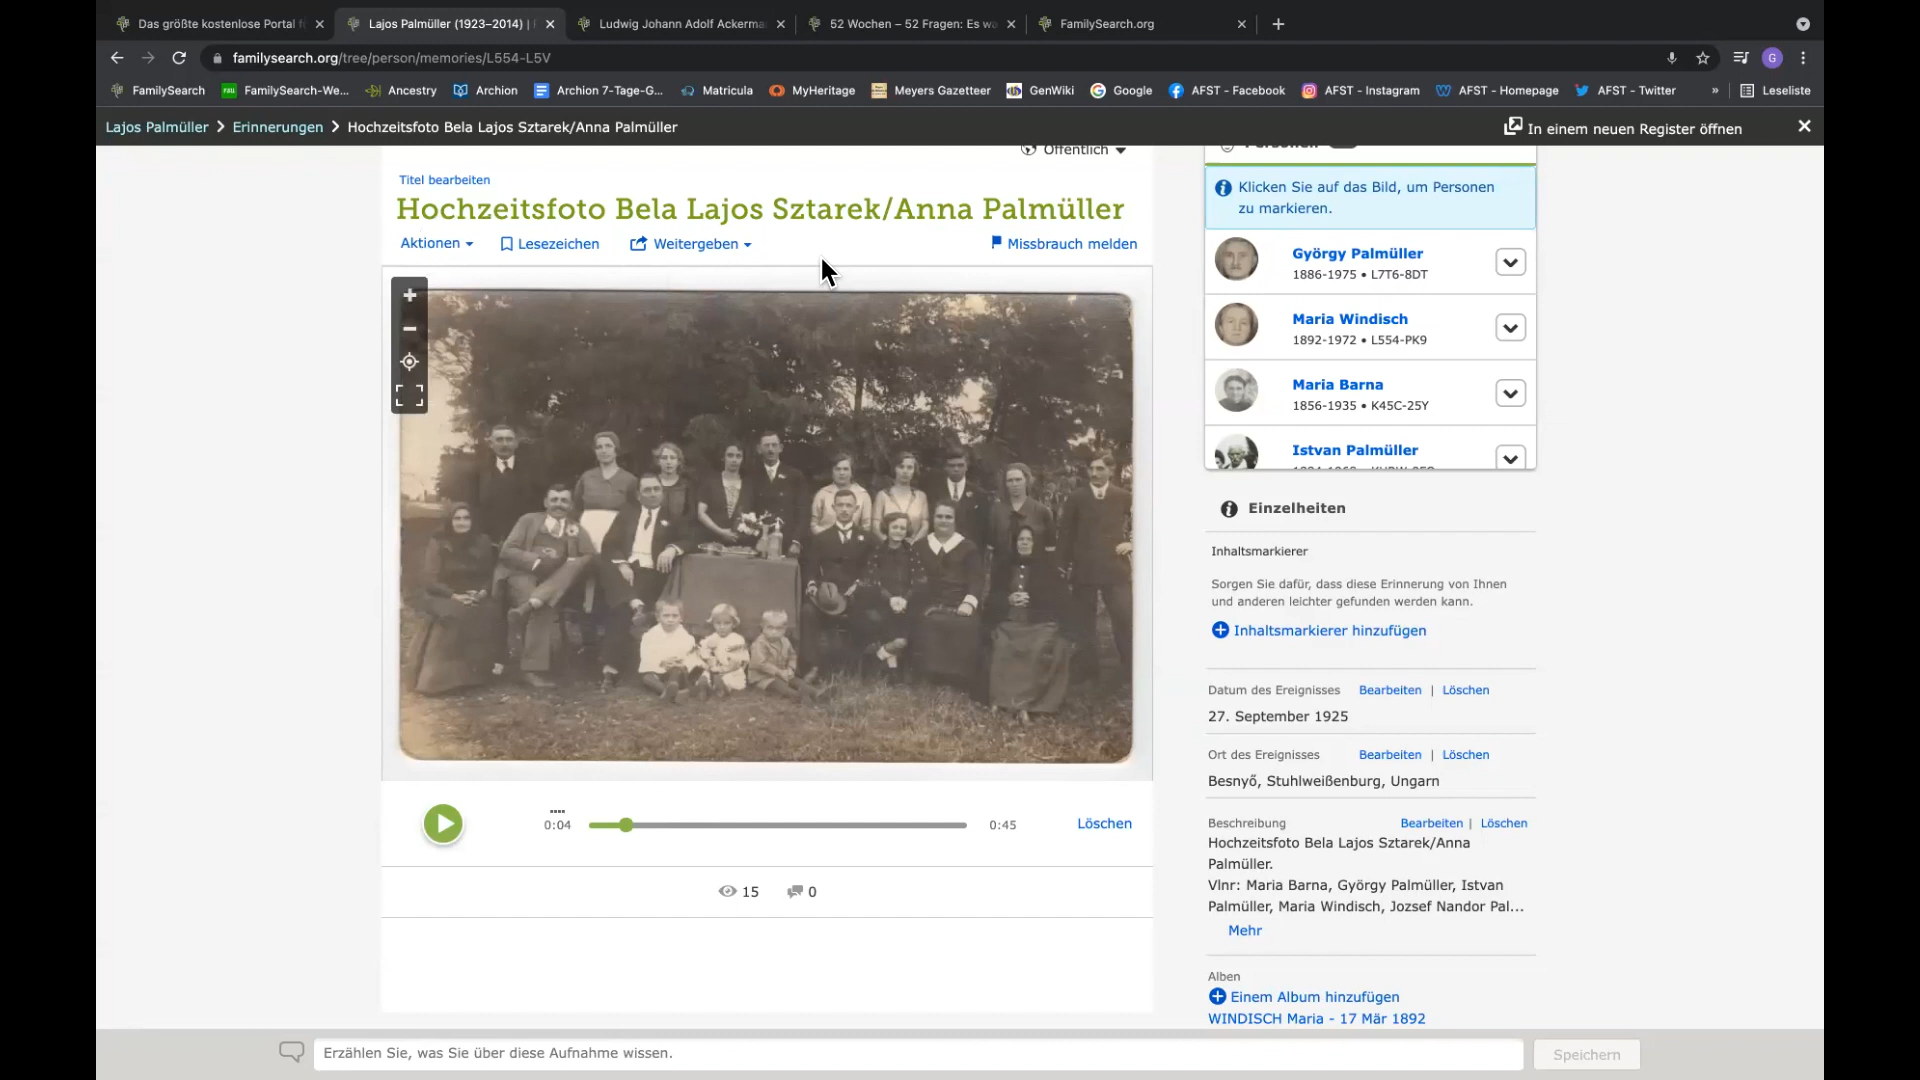 Das größte kostenlose Portal f
Lajos Palmüller (1923–2014) |
Ludwig Johann Adolf Ackerma
52 Wochen – 52 Fragen: Es wa
FamilySearch.org
familysearch.org/tree/person/memories/L554-L5V
G
FamilySearch
FamilySearch-We...
Ancestry
Archion
Archion 7-Tage-G...
Matricula
MyHeritage
Meyers Gazetteer
GenWiki
Google
AFST - Facebook
AFST - Instagram
AFST - Homepage
AFST - Twitter
»
Leseliste
Lajos Palmüller > Erinnerungen > Hochzeitsfoto Bela Lajos Sztarek/Anna Palmüller
In einem neuen Register öffnen
Öffentlich
Titel bearbeiten
Hochzeitsfoto Bela Lajos Sztarek/Anna Palmüller
Aktionen
Lesezeichen
Weitergeben
Missbrauch melden
0:04
0:45
Löschen
15
0
Personen
Klicken Sie auf das Bild, um Personen
zu markieren.
György Palmüller
1886-1975 • L7T6-8DT
Maria Windisch
1892-1972 • L554-PK9
Maria Barna
1856-1935 • K45C-25Y
Istvan Palmüller
Einzelheiten
Inhaltsmarkierer
Sorgen Sie dafür, dass diese Erinnerung von Ihnen
und anderen leichter gefunden werden kann.
Inhaltsmarkierer hinzufügen
Datum des Ereignisses Bearbeiten | Löschen
27. September 1925
Ort des Ereignisses Bearbeiten | Löschen
Besnyő, Stuhlweißenburg, Ungarn
Beschreibung Bearbeiten | Löschen
Hochzeitsfoto Bela Lajos Sztarek/Anna
Palmüller.
Vlnr: Maria Barna, György Palmüller, Istvan
Palmüller, Maria Windisch, Jozsef Nandor Pal...
Mehr
Alben
Einem Album hinzufügen
WINDISCH Maria - 17 Mär 1892
Erzählen Sie, was Sie über diese Aufnahme wissen.
Speichern